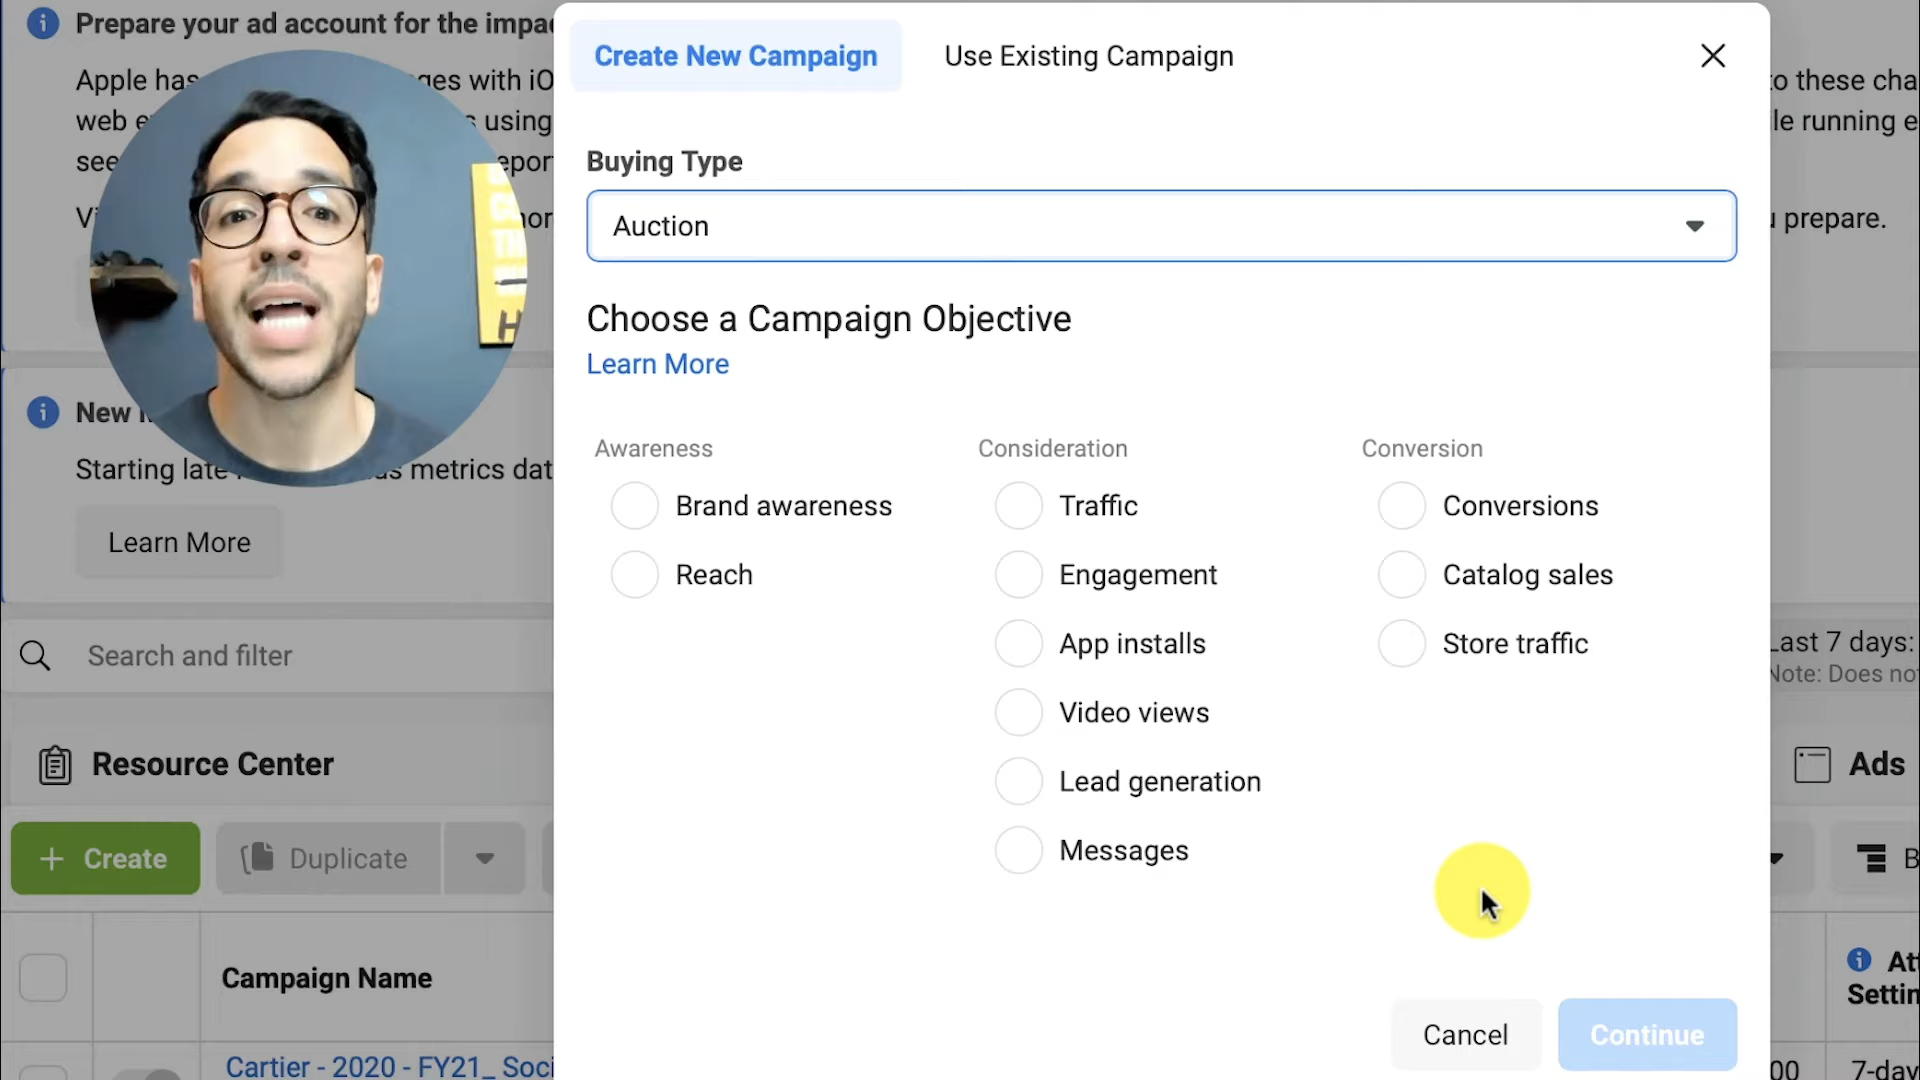 Prepare your ad account for the impa
Apple has
ges with iO
web e
using
see
epor
Vi
nor
to these cha
le running e
u prepare.
Create New Campaign
Use Existing Campaign
Buying Type
Auction
Choose a Campaign Objective
Learn More
Awareness
Brand awareness
Reach
Consideration
Traffic
Engagement
App installs
Video views
Lead generation
Messages
Conversion
Conversions
Catalog sales
Store traffic
Cancel
Continue
New
Starting late
s metrics dat
Learn More
Search and filter
Last 7 days:
Note: Does no
Resource Center
Ads
+ Create
Duplicate
B
Campaign Name
Att
Settin
Cartier - 2020 - FY21_ Soci
00
7-day